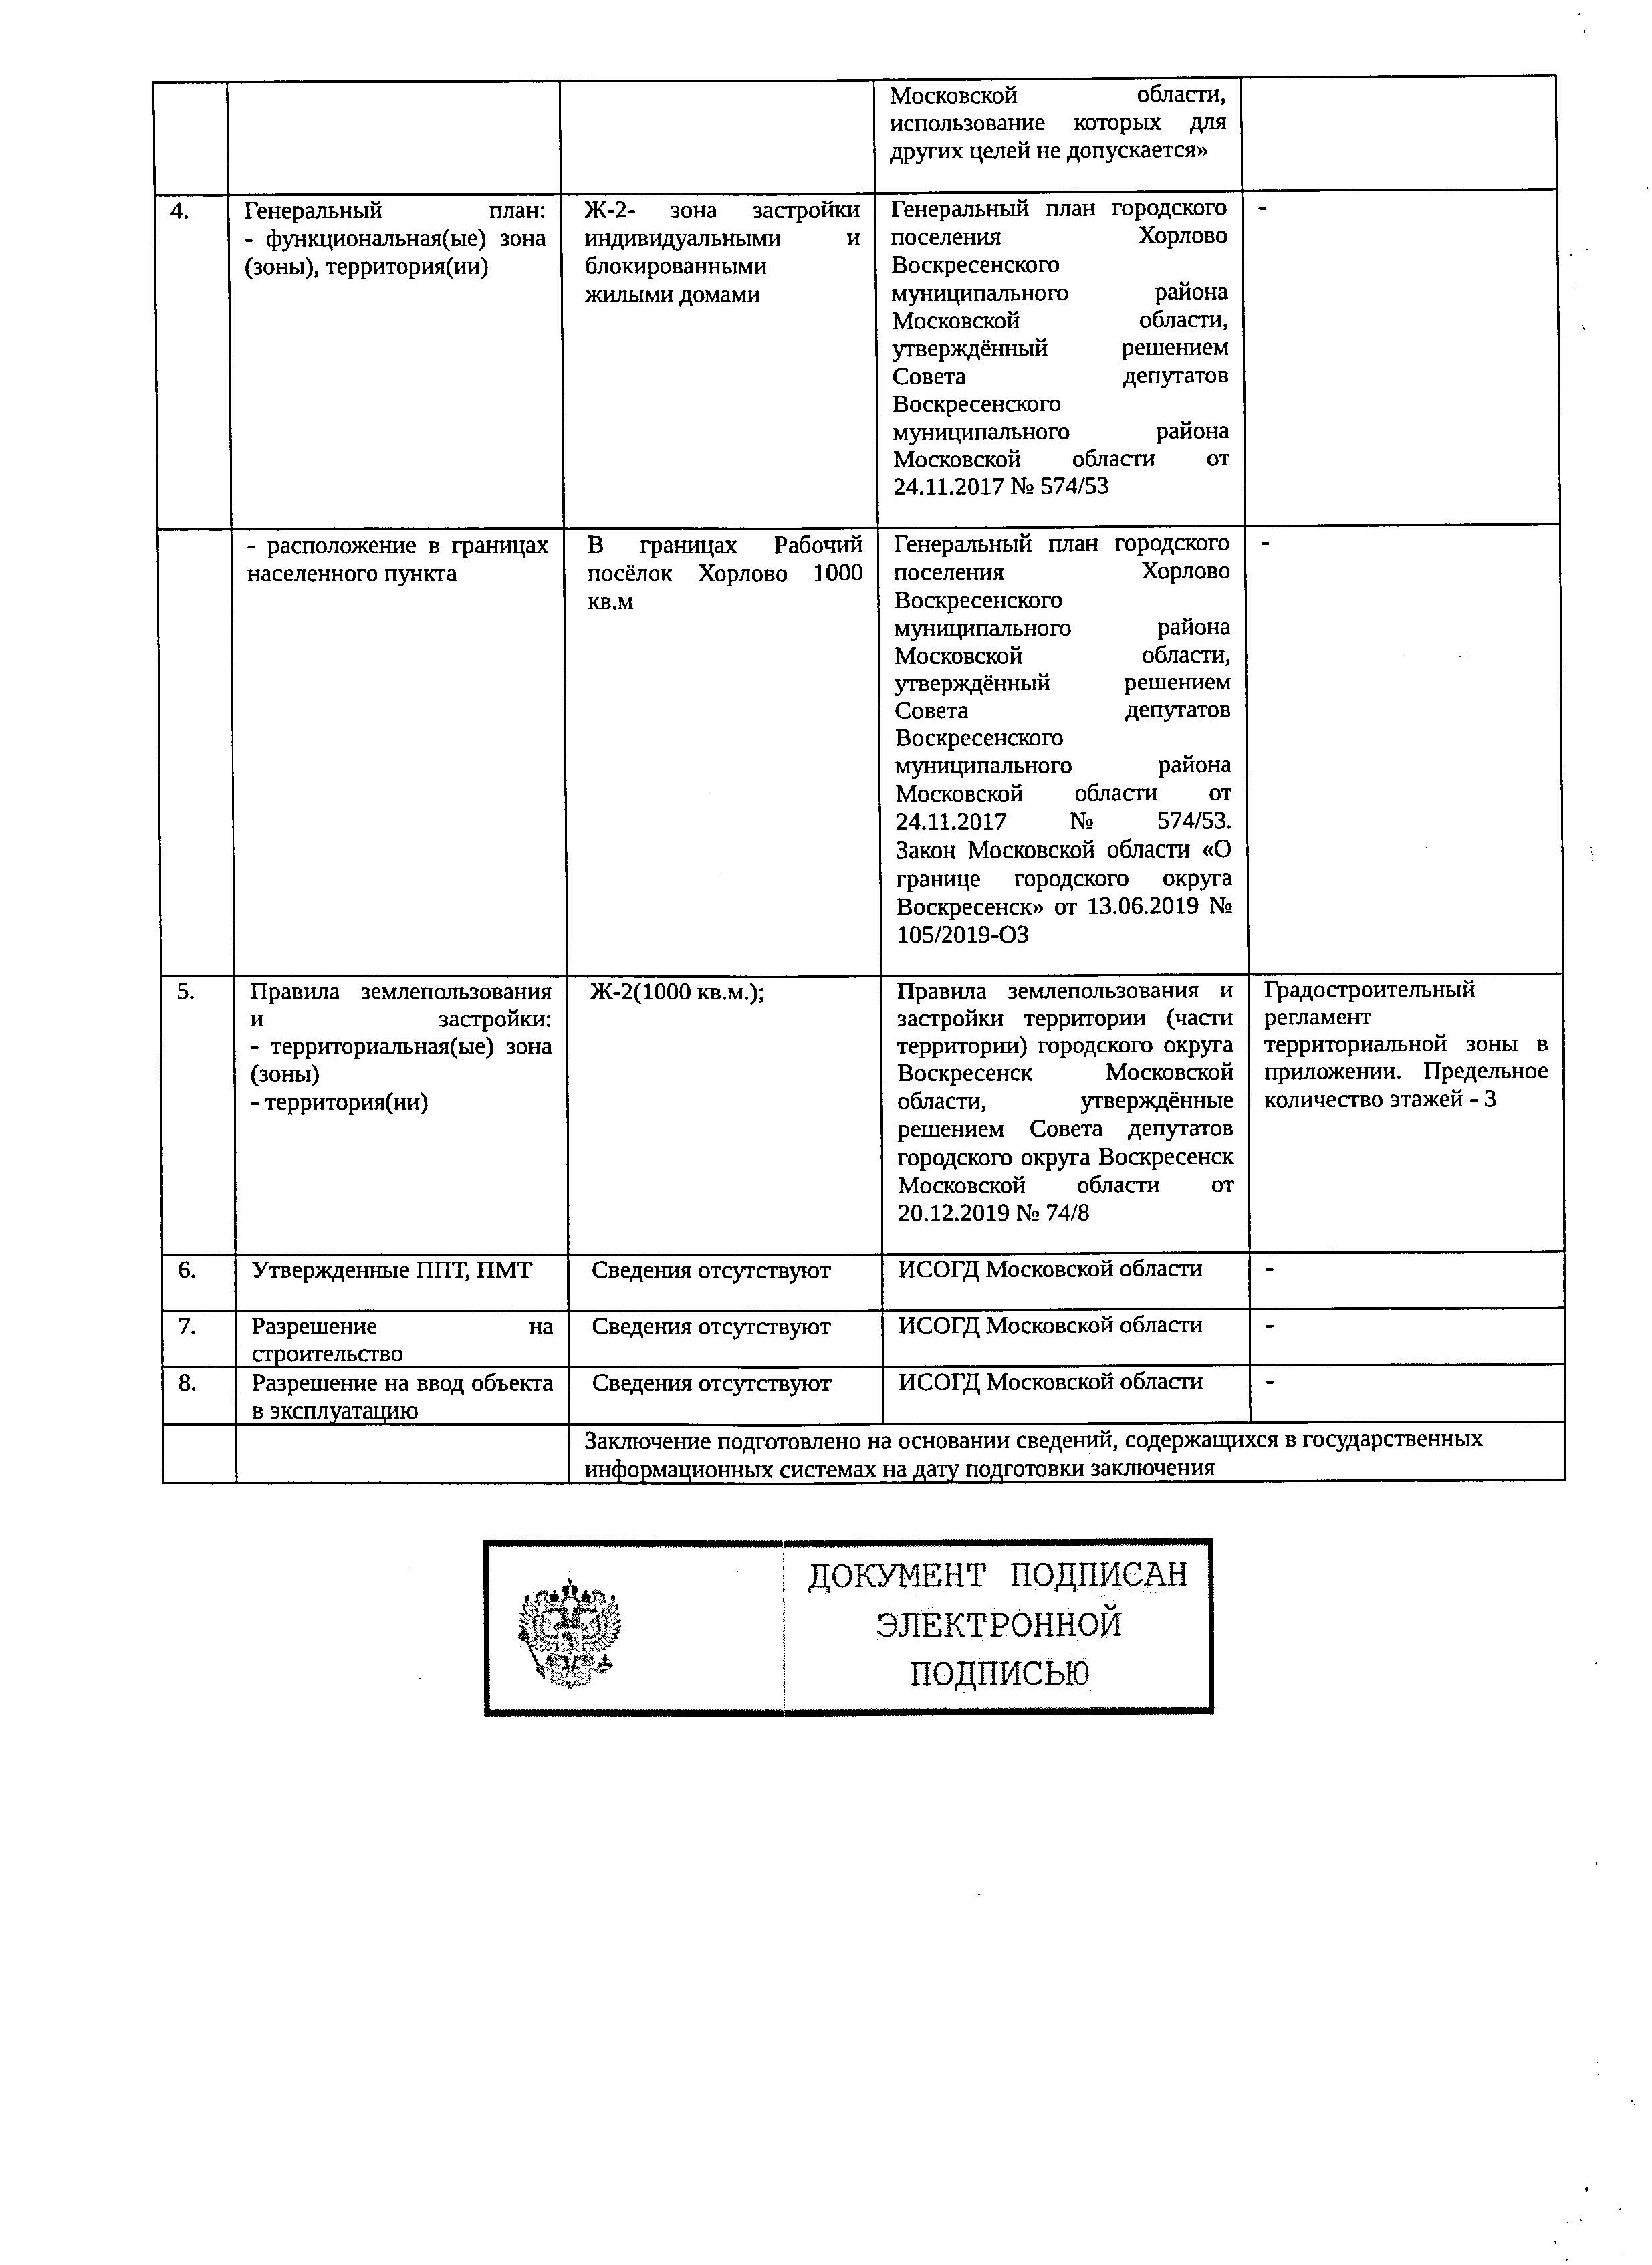 Московской области,
использование которых для
других целей не допускается»
4.
Генеральный план:
- функциональная(ые) зона
(зоны), территория(ии)
Ж-2- зона застройки
индивидуальными и
блокированными
жилыми домами
Генеральный план городского
поселения Хорлово
Воскресенского
муниципального района
Московской области,
утверждённый решением
Совета депутатов
Воскресенского
муниципального района
Московской области от
24.11.2017 № 574/53
-
- расположение в границах
населенного пункта
В границах Рабочий
посёлок Хорлово 1000
кв.м
Генеральный план городского
поселения Хорлово
Воскресенского
муниципального района
Московской области,
утверждённый решением
Совета депутатов
Воскресенского
муниципального района
Московской области от
24.11.2017 № 574/53.
Закон Московской области «О
границе городского округа
Воскресенск» от 13.06.2019 №
105/2019-ОЗ
-
5.
Правила землепользования
и застройки:
- территориальная(ые) зона
(зоны)
- территория(ии)
Ж-2(1000 кв.м.);
Правила землепользования и
застройки территории (части
территории) городского округа
Воскресенск Московской
области, утверждённые
решением Совета депутатов
городского округа Воскресенск
Московской области от
20.12.2019 № 74/8
Градостроительный
регламент
территориальной зоны в
приложении. Предельное
количество этажей - 3
6.
Утвержденные ППТ, ПМТ
Сведения отсутствуют
ИСОГД Московской области
-
7.
Разрешение на
строительство
Сведения отсутствуют
ИСОГД Московской области
-
8.
Разрешение на ввод объекта
в эксплуатацию
Сведения отсутствуют
ИСОГД Московской области
-
Заключение подготовлено на основании сведений, содержащихся в государственных
информационных системах на дату подготовки заключения
ДОКУМЕНТ ПОДПИСАН
ЭЛЕКТРОННОЙ
ПОДПИСЬЮ